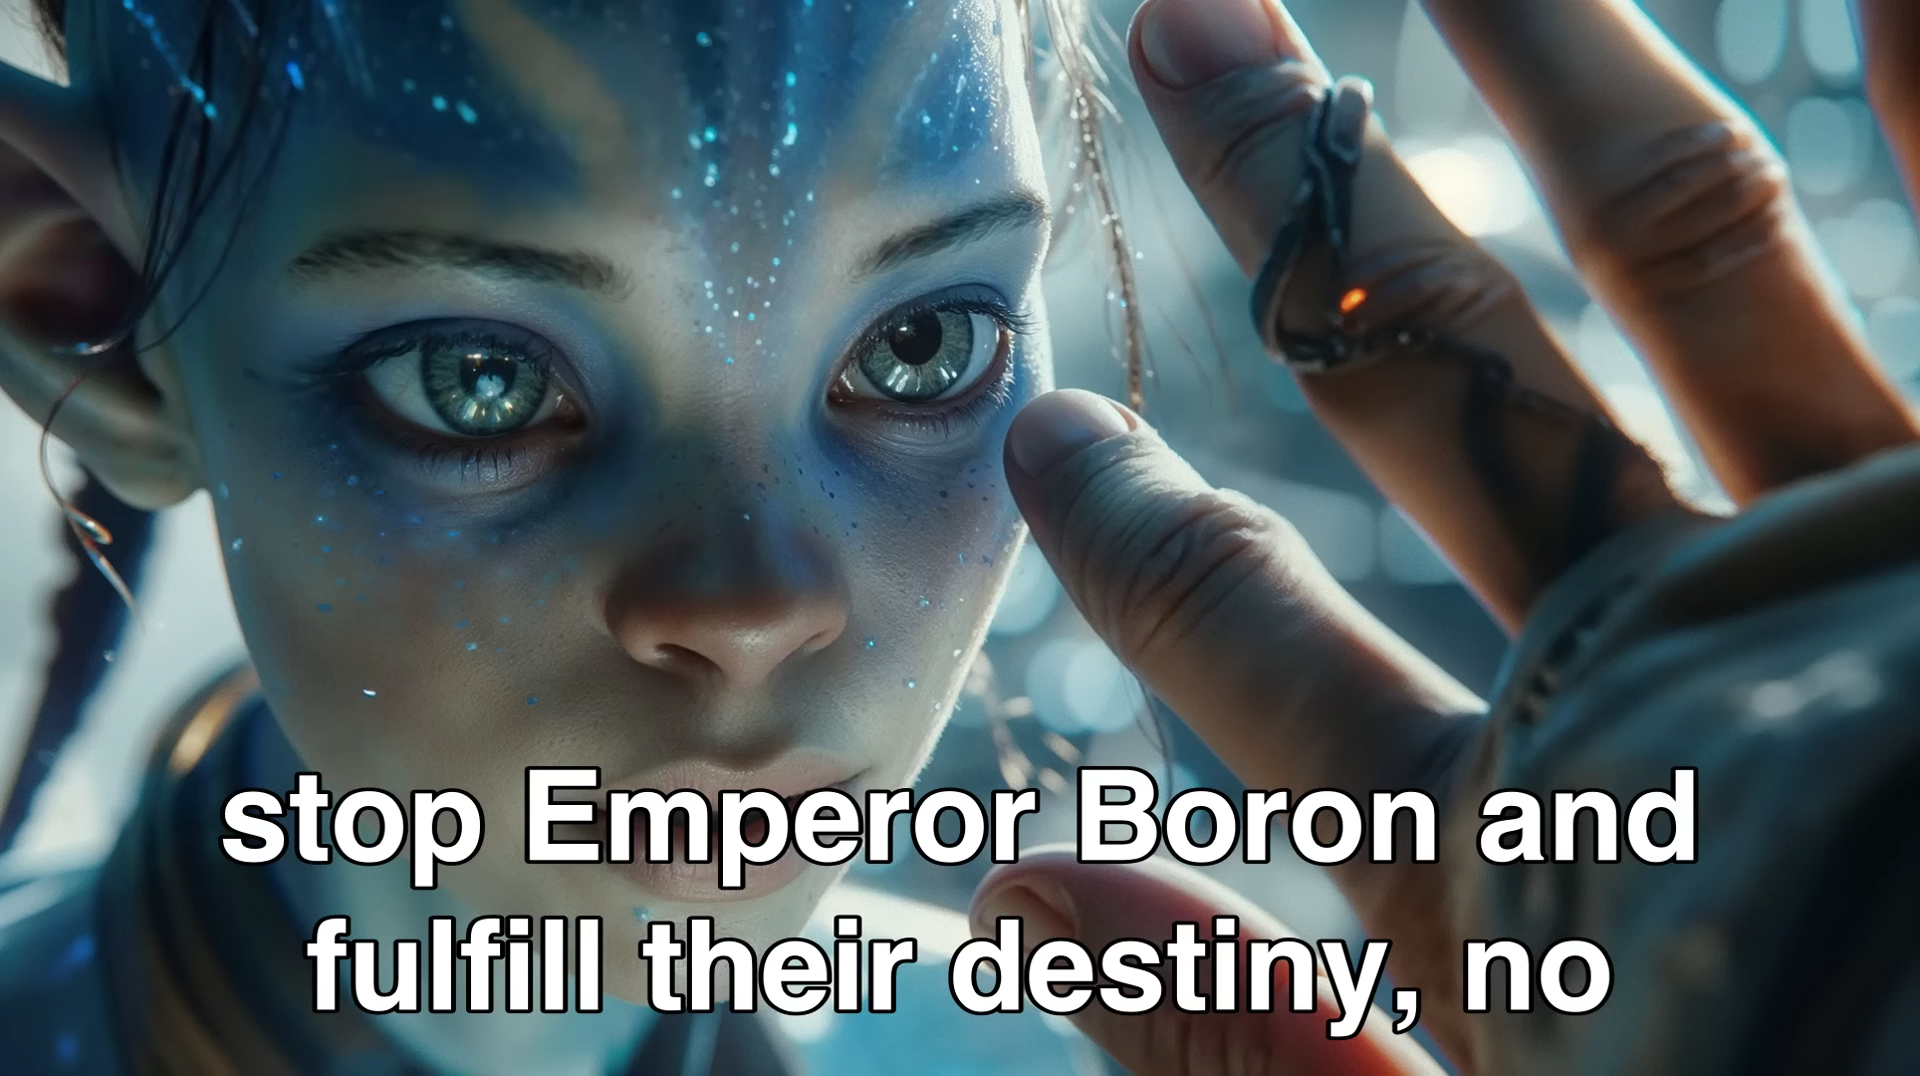 stop Emperor Boron and
fulfill their destiny, no